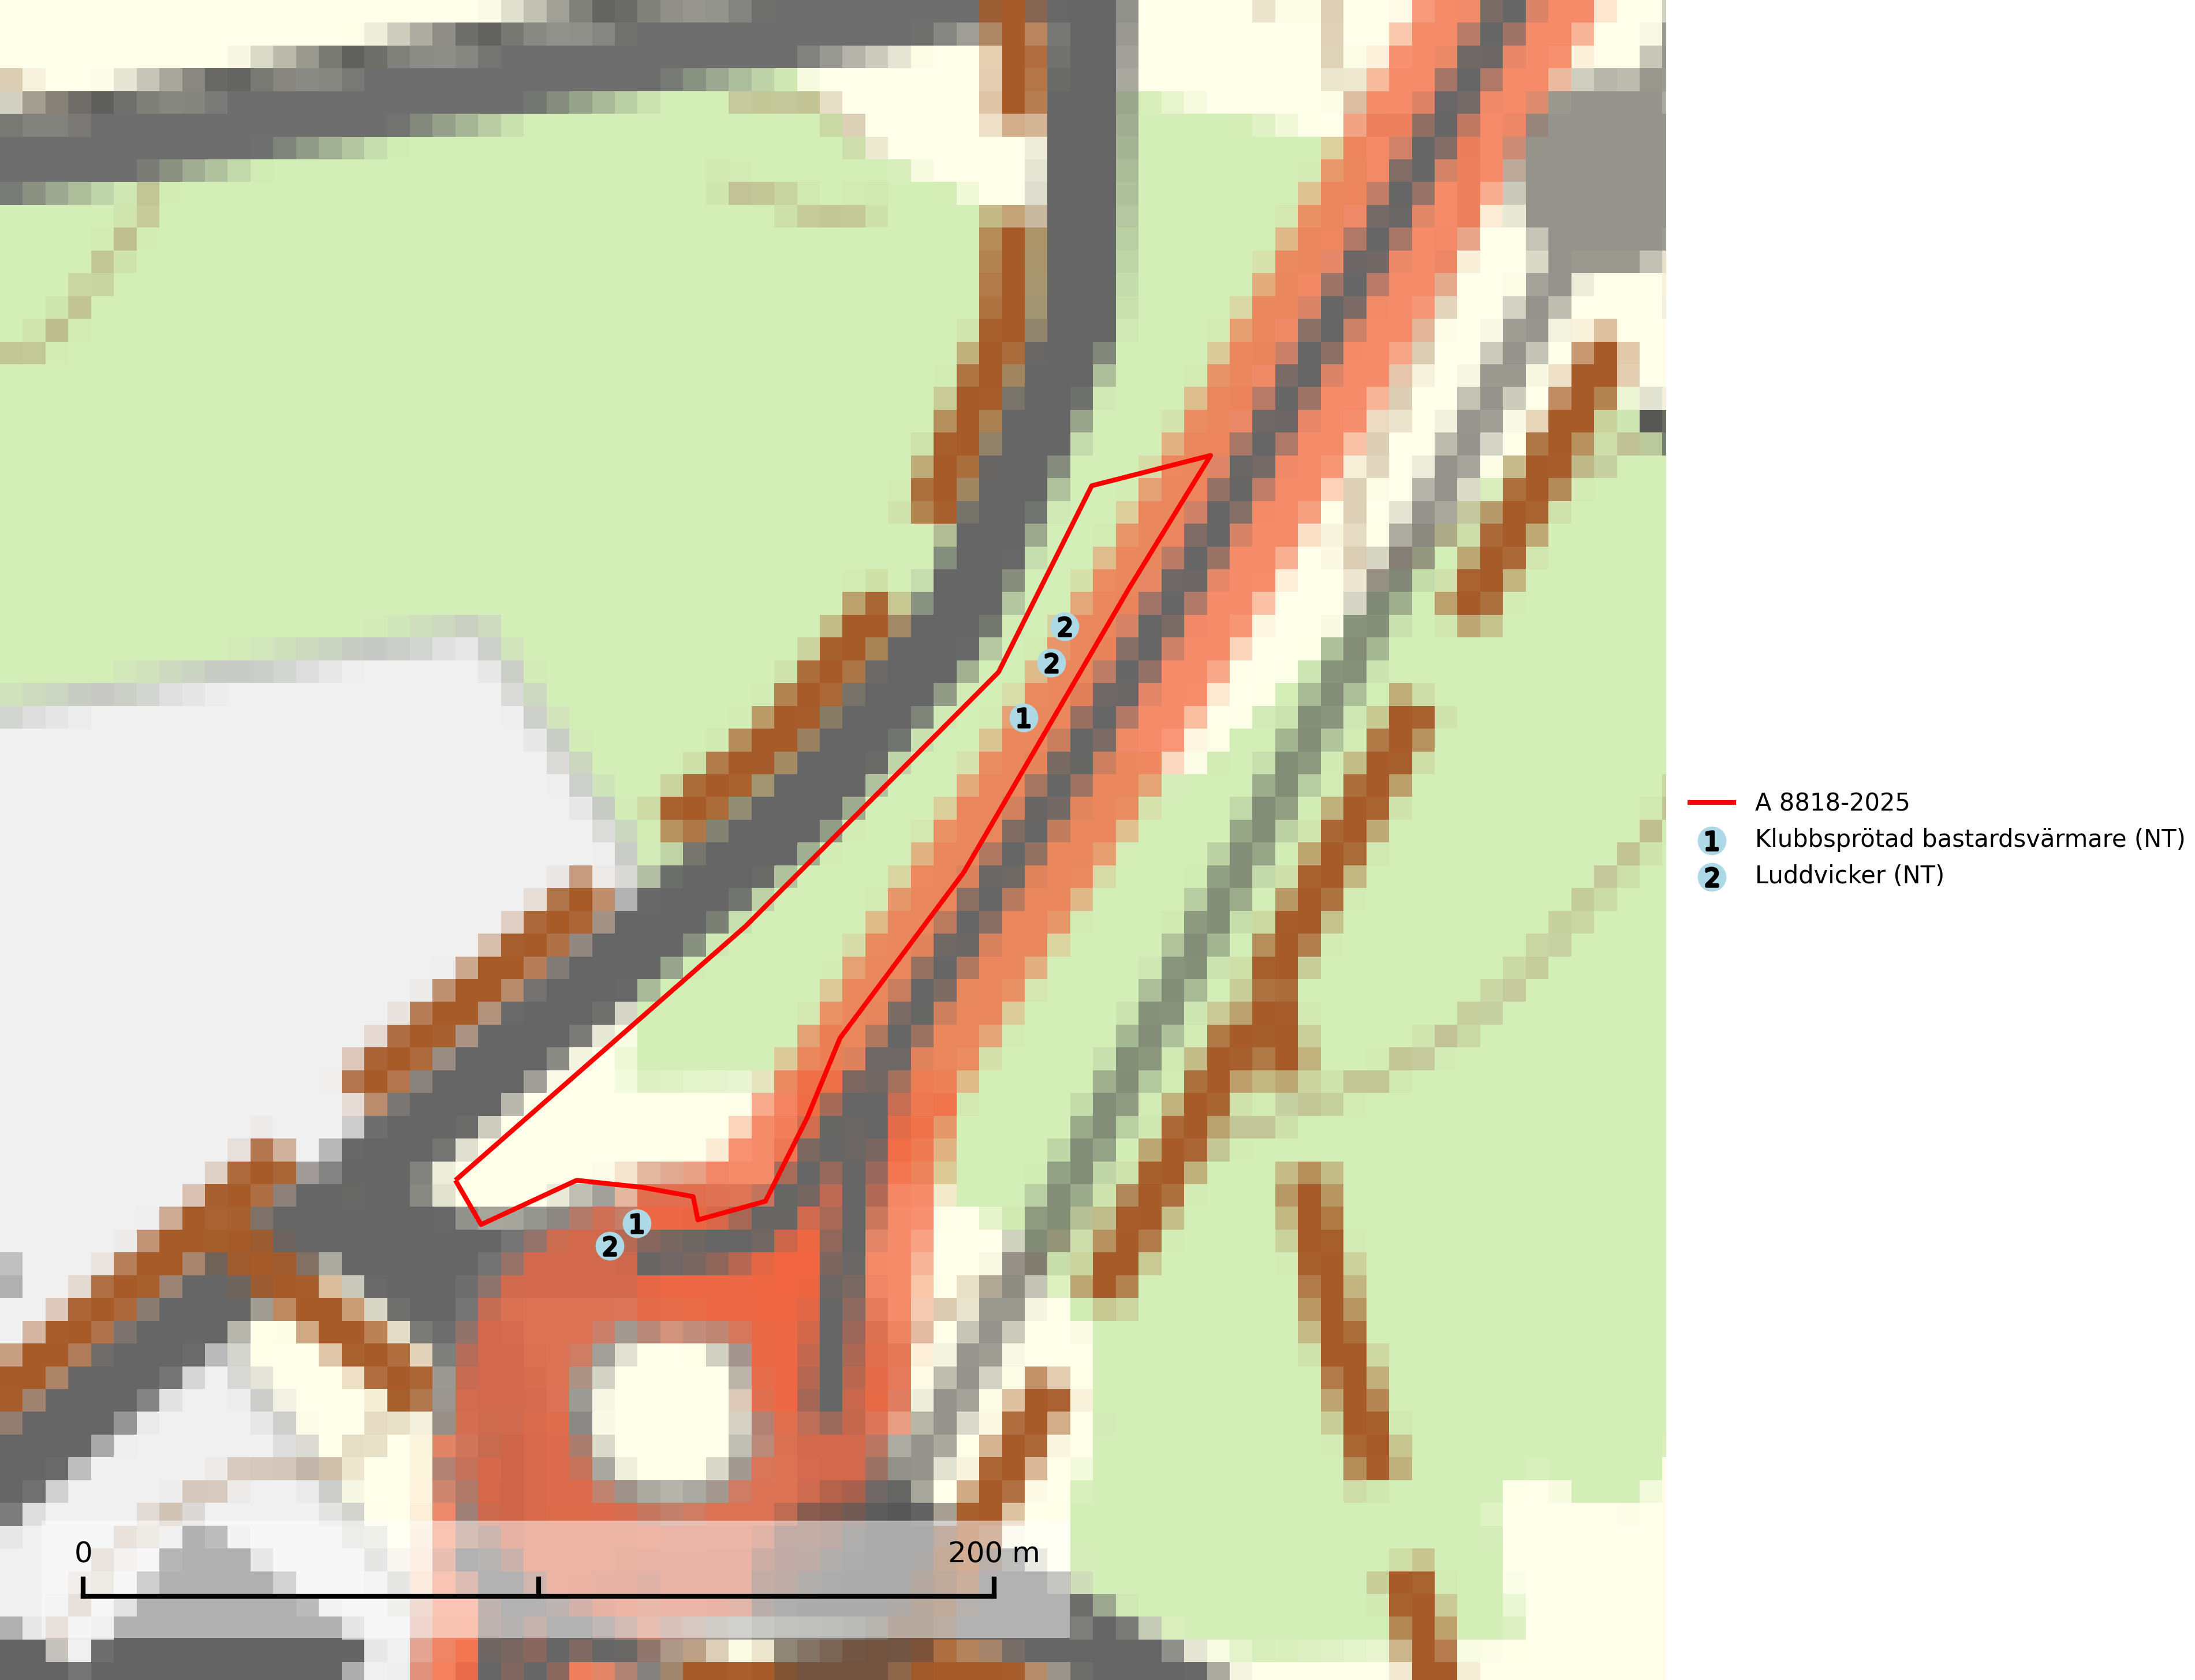 2
2
1
A 8818-2025
1 Klubbsprötad bastardsvärmare (NT)
2 Luddvicker (NT)
1
2
0 200 m